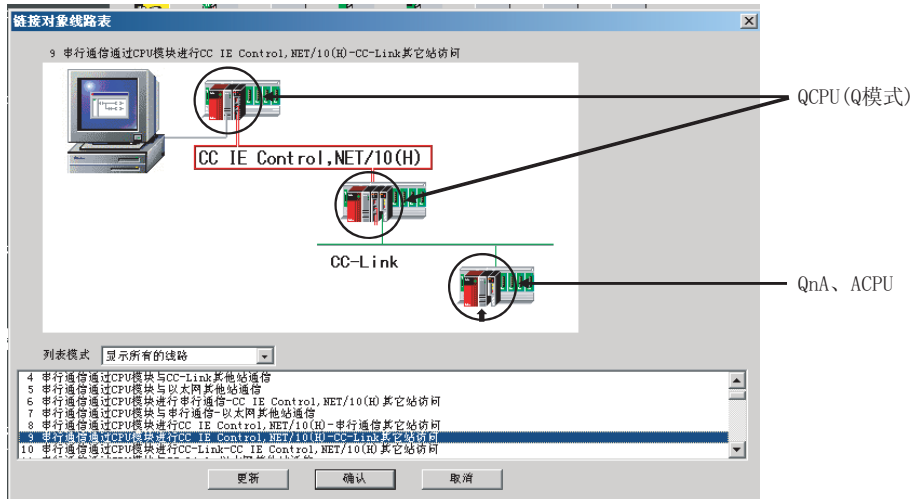 链接对象线路表
9 串行通信通过CPU模块进行CC IE Control,NET/10(H)-CC-Link其它站访问
QCPU(Q模式)
CC IE Control,NET/10(H)
CC-Link
QnA、ACPU
列表模式 显示所有的线路
4 串行通信通过CPU模块与CC-Link其他站通信
5 串行通信通过CPU模块与以太网其他站通信
6 串行通信通过CPU模块进行串行通信-CC IE Control,NET/10(H)其它站访问
7 串行通信通过CPU模块与串行通信-以太网其他站通信
8 串行通信通过CPU模块进行CC IE Control,NET/10(H)-串行通信其它站访问
9 串行通信通过CPU模块进行CC IE Control,NET/10(H)-CC-Link其它站访问
10 串行通信通过CPU模块进行CC-Link-CC IE Control,NET/10(H)其它站访问
更新 确认 取消